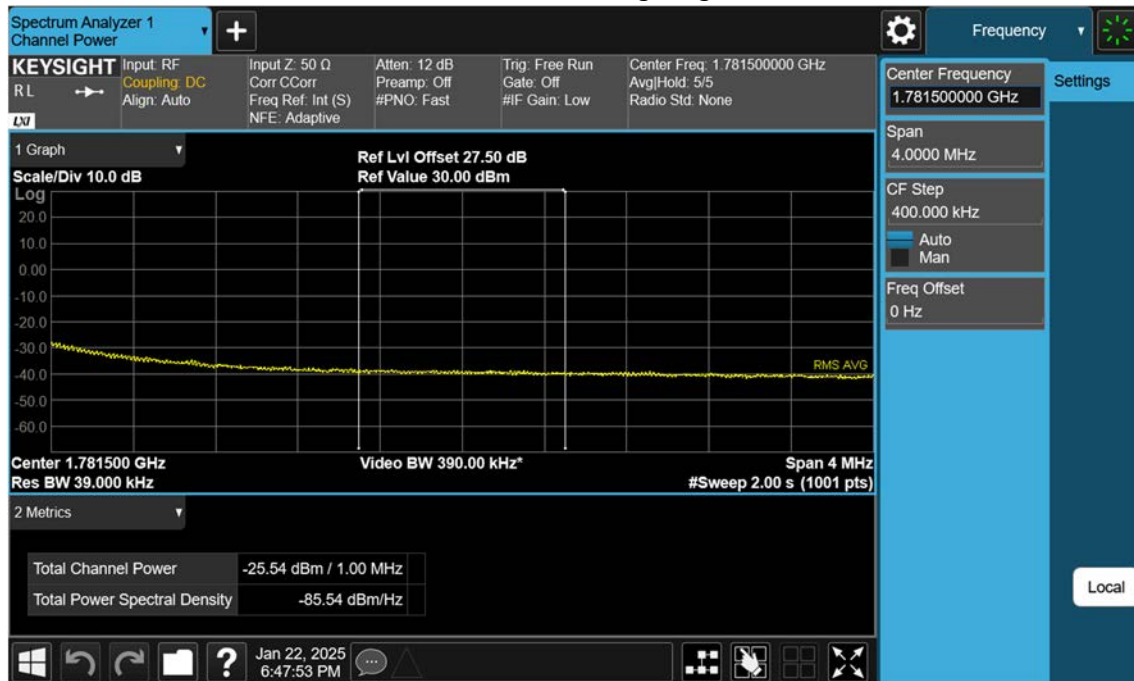 Spectrum Analyzer 1
Channel Power
Frequency
KEYSIGHT
R L
LXI
Input: RF
Coupling: DC
Align: Auto
Input Z: 50 Ω
Corr CCorr
Freq Ref: Int (S)
NFE: Adaptive
Atten: 12 dB
Preamp: Off
#PNO: Fast
Trig: Free Run
Gate: Off
#IF Gain: Low
Center Freq: 1.781500000 GHz
Avg|Hold: 5/5
Radio Std: None
Center Frequency
1.781500000 GHz
Settings
Span
4.0000 MHz
CF Step
400.000 kHz
Auto
Man
Freq Offset
0 Hz
1 Graph
Scale/Div 10.0 dB
Ref Lvl Offset 27.50 dB
Ref Value 30.00 dBm
Log
20.0
10.0
0.00
-10.0
-20.0
-30.0
-40.0
-50.0
-60.0
RMS AVG
Center 1.781500 GHz
Video BW 390.00 kHz*
Span 4 MHz
Res BW 39.000 kHz
#Sweep 2.00 s (1001 pts)
2 Metrics
Total Channel Power -25.54 dBm / 1.00 MHz
Total Power Spectral Density -85.54 dBm/Hz
Local
?
Jan 22, 2025
6:47:53 PM